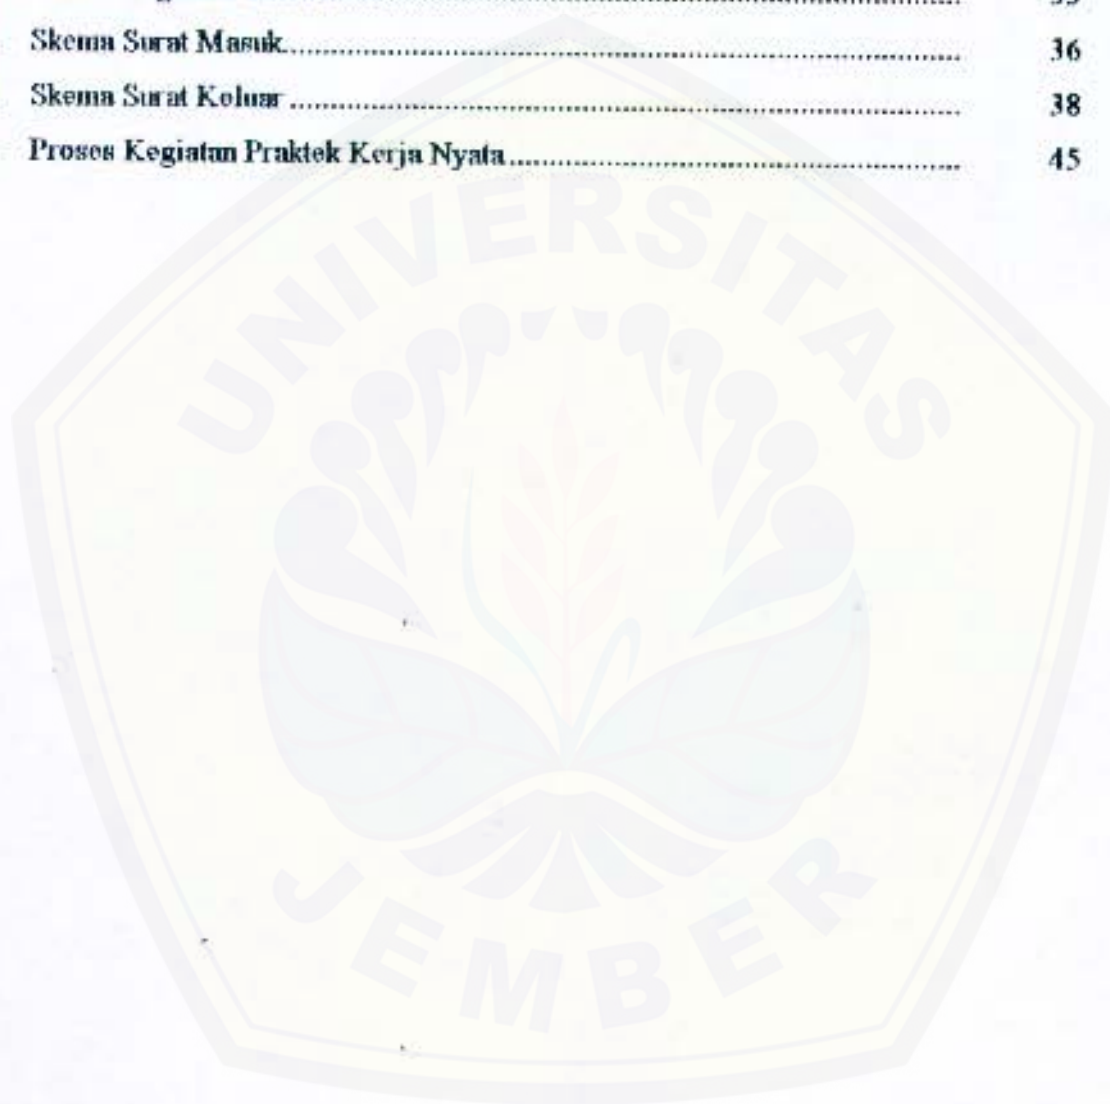 Skema Surat Masuk ........ 36
Skema Surat Keluar ........ 38
Proses Kegiatan Praktek Kerja Nyata ........ 45
UNIVERSITAS
JEMBER